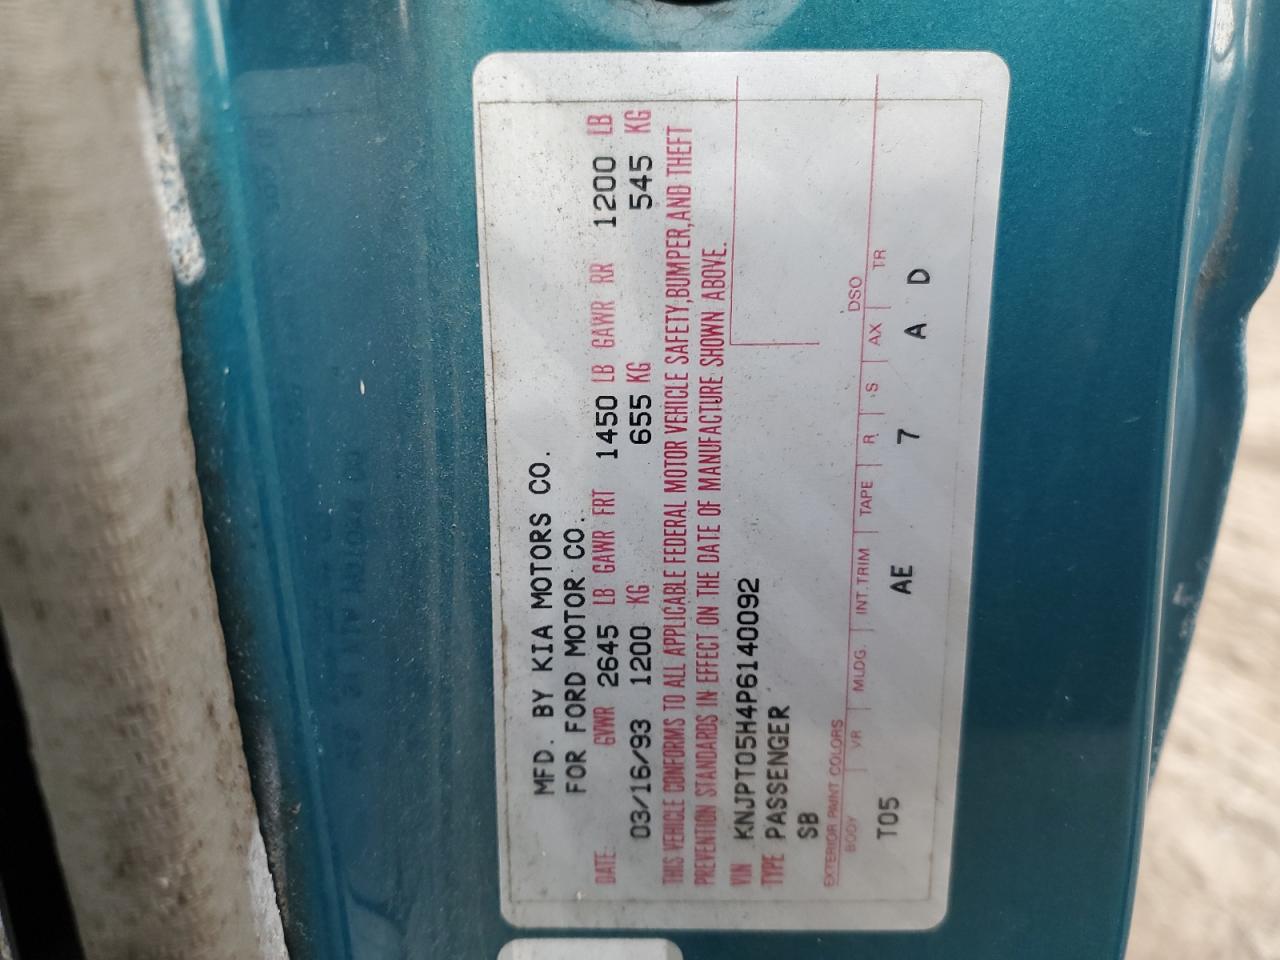 MFD. BY KIA MOTORS CO.
FOR FORD MOTOR CO.
DATE: GVWR 2645 LB GAWR FRT 1450 LB GAWR RR 1200 LB
03/16/93 1200 KG 655 KG 545 KG
THIS VEHICLE CONFORMS TO ALL APPLICABLE FEDERAL MOTOR VEHICLE SAFETY,BUMPER,AND THEFT
PREVENTION STANDARDS IN EFFECT ON THE DATE OF MANUFACTURE SHOWN ABOVE.
VIN KNJPT05H4P6140092
TYPE PASSENGER
SB
EXTERIOR PAINT COLORS DSO
BODY VR MLDG. INT.TRIM TAPE R S AX TR
T05 AE 7 A D